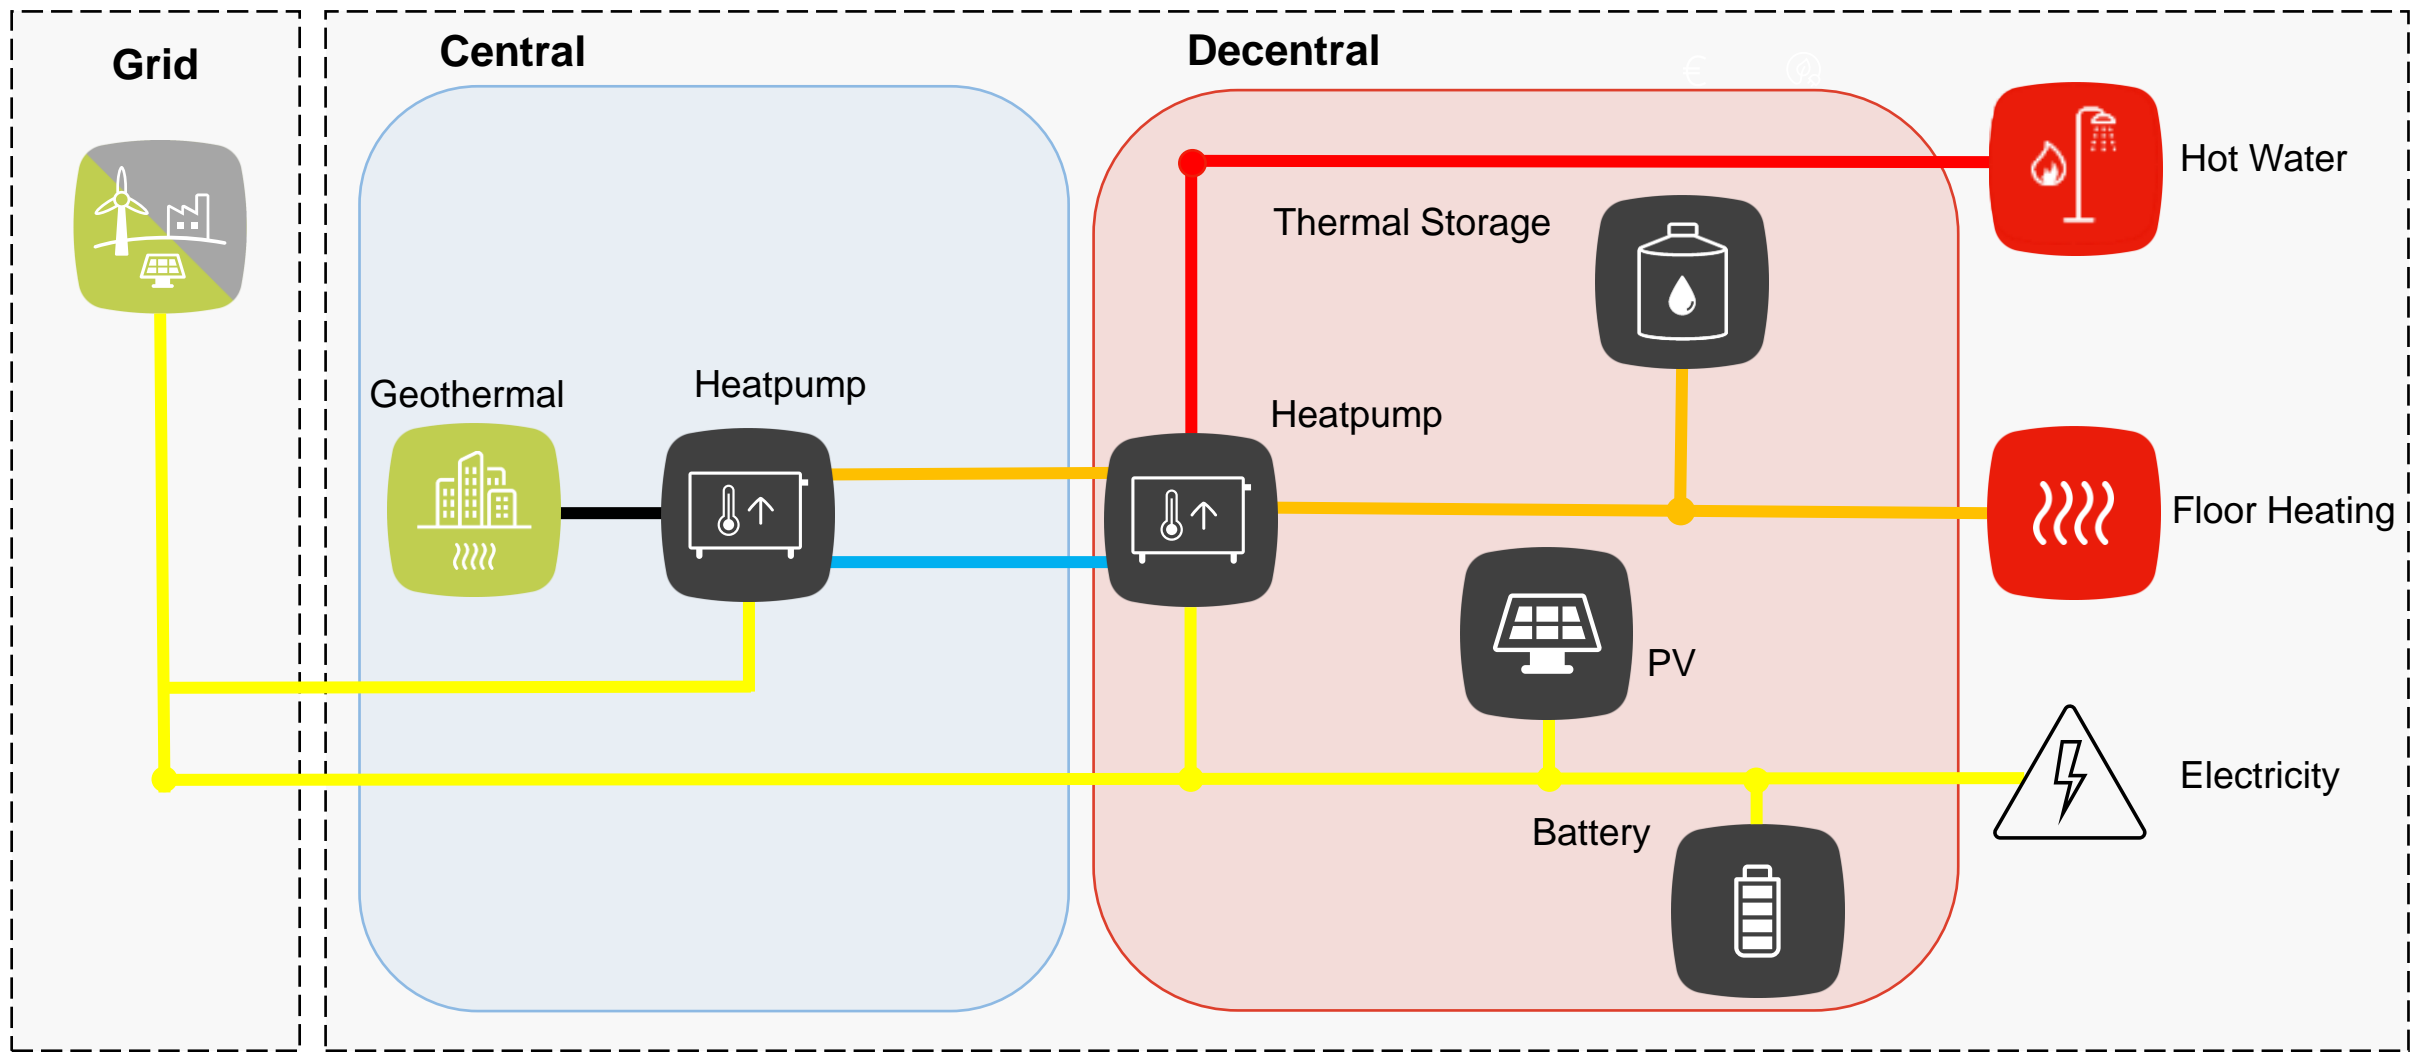 Grid
Central
Decentral
Hot Water
Thermal Storage
Geothermal
Heatpump
Heatpump
Floor Heating
PV
Electricity
Battery